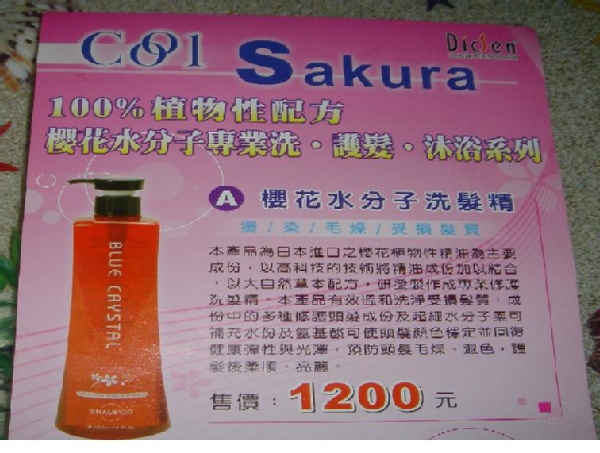 Cool Sakura
DicSen
100%植物性配方
櫻花水分子專業洗·護髮·沐浴系列
A 櫻花水分子洗髮精
燙/染/毛燥/受損髮質
本產品為日本進口之櫻花植物性精油為主要
成份,以高科技的技術將精油成份加以結合
,以大自然草本配方,研發製作成專業修護
洗髮精。本產品有效溫和洗淨受損髮質,成
份中的多種修護頭髮成份及超細水分子素可
補充水份及氨基酸可使頭髮顏色穩定並回復
健康彈性與光澤,預防頭髮毛燥、退色,護
髮後柔順、亮麗。
售價:1200元
BLUE CRYSTAL
SHAMPOO